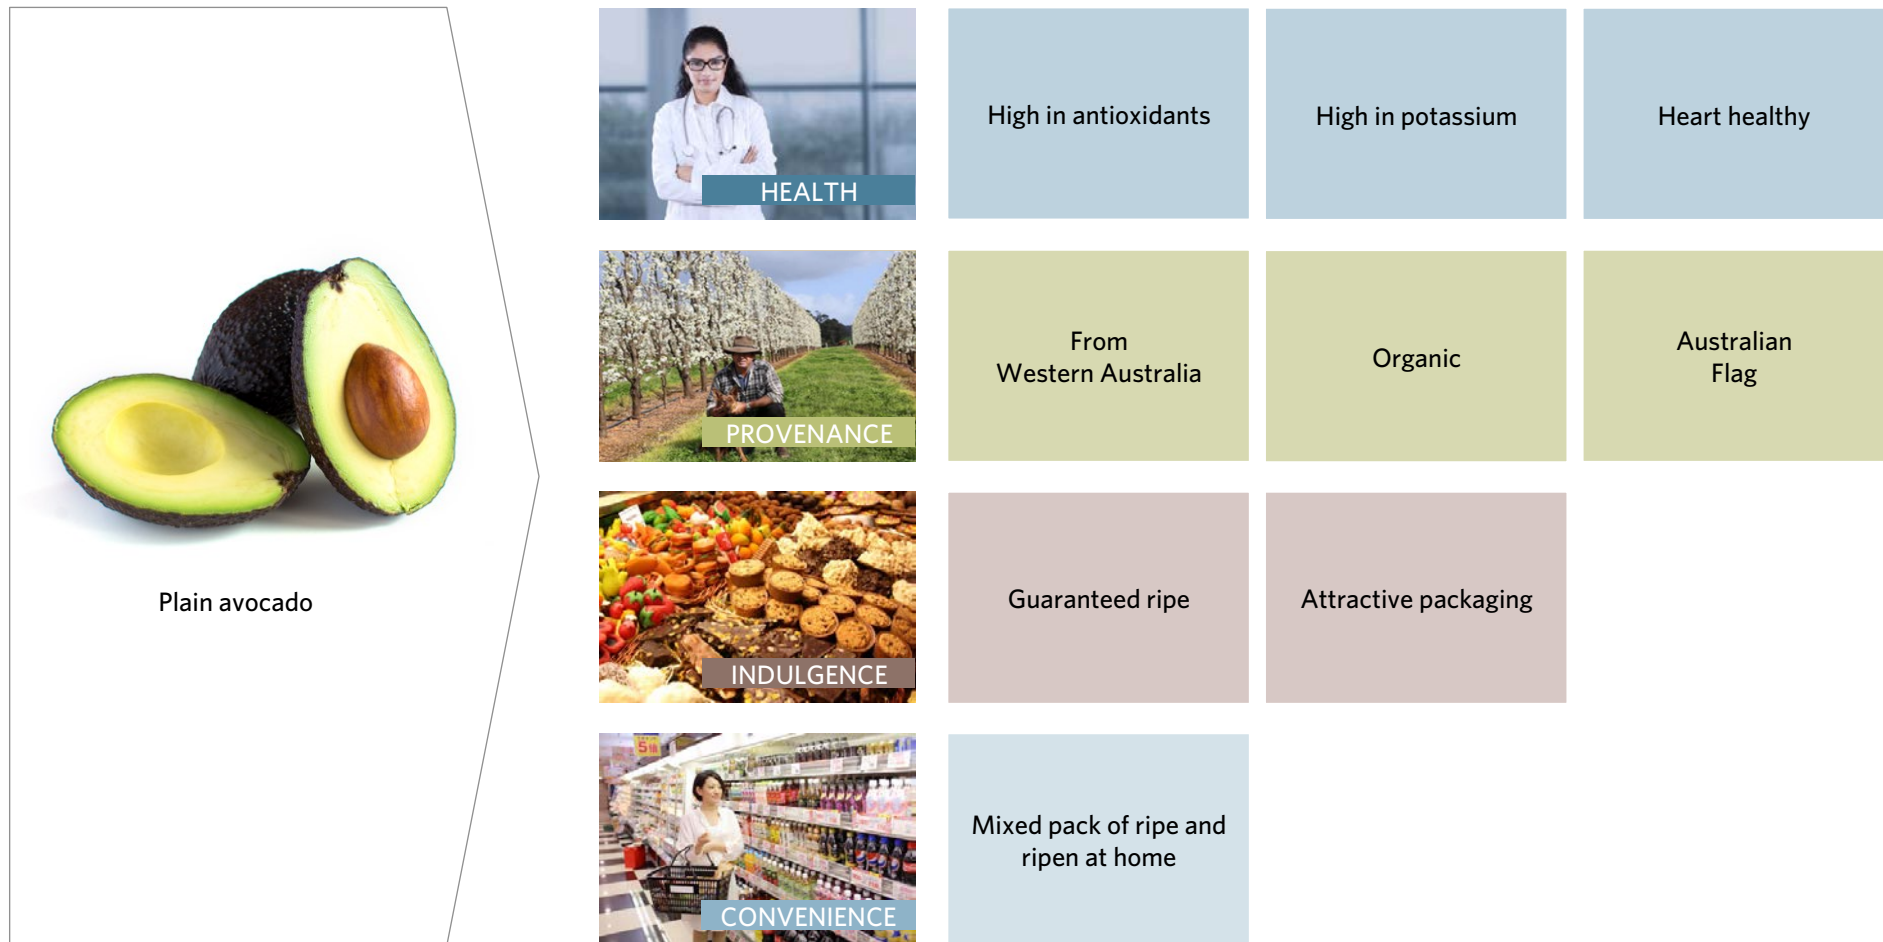 HEALTH
High in antioxidants
High in potassium
Heart healthy
PROVENANCE
From
Western Australia
Organic
Australian
Flag
Plain avocado
INDULGENCE
Guaranteed ripe
Attractive packaging
CONVENIENCE
Mixed pack of ripe and
ripen at home